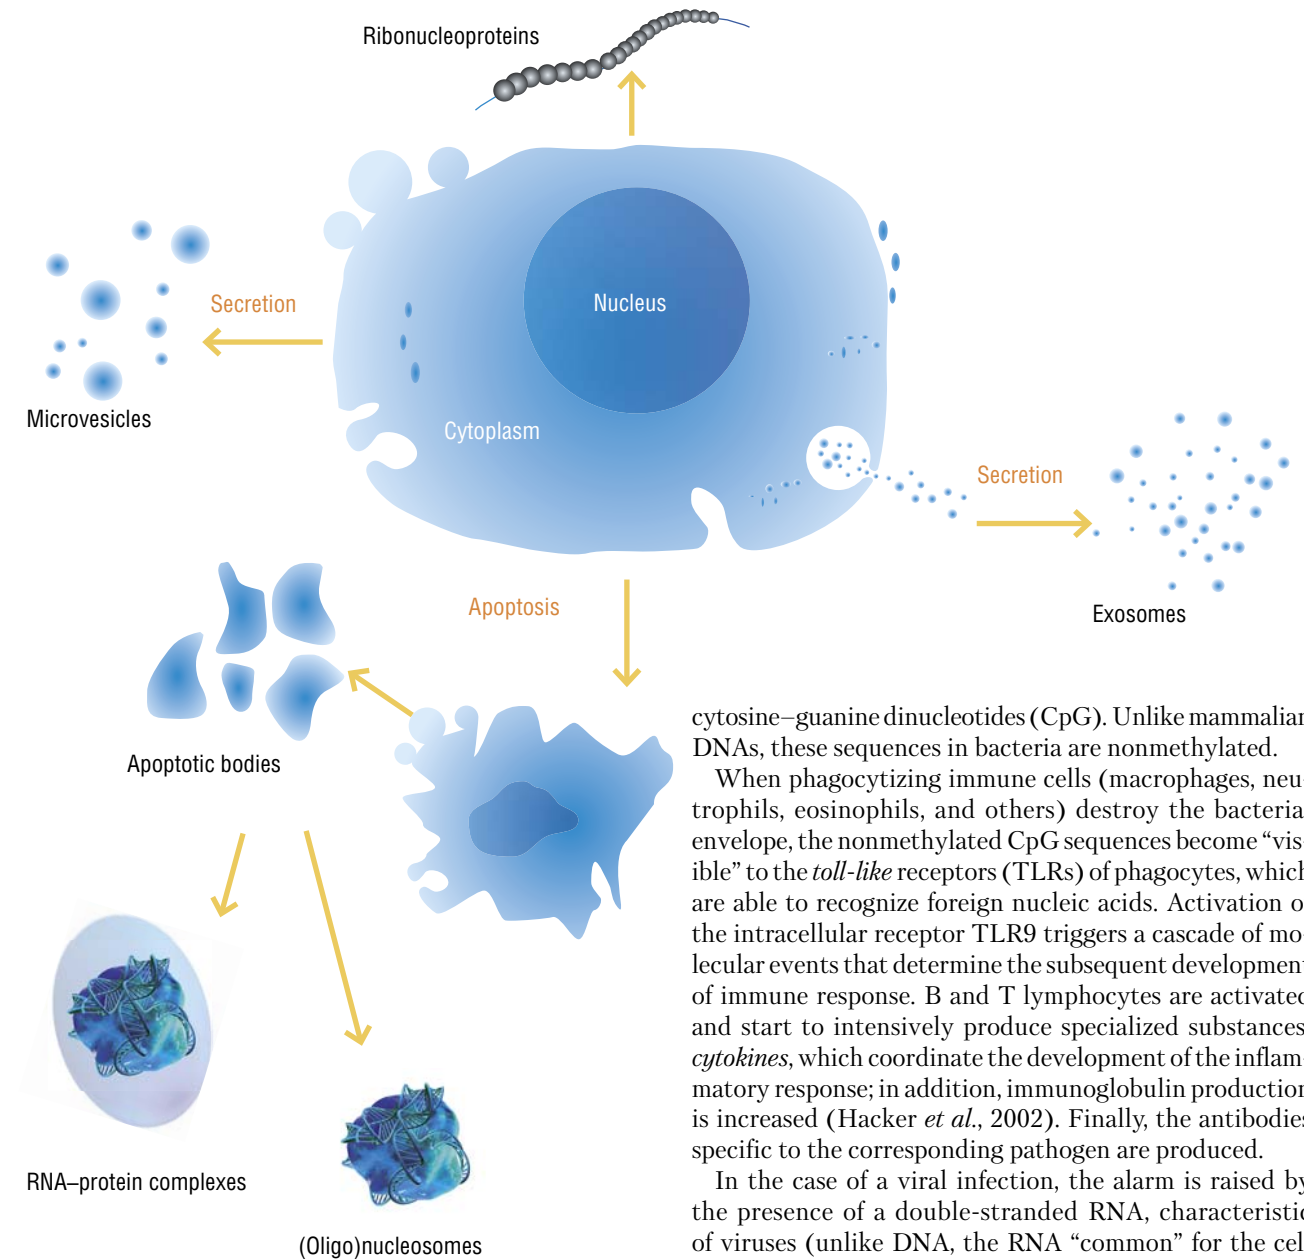 Ribonucleoproteins
Nucleus
Secretion
Microvesicles
Cytoplasm
Secretion
Exosomes
Apoptosis
Apoptotic bodies
RNA–protein complexes
(Oligo)nucleosomes
cytosine–guanine dinucleotides (CpG). Unlike mammalian
DNAs, these sequences in bacteria are nonmethylated.
When phagocytizing immune cells (macrophages, neu-
trophils, eosinophils, and others) destroy the bacteria
envelope, the nonmethylated CpG sequences become “vis-
ible” to the toll-like receptors (TLRs) of phagocytes, which
are able to recognize foreign nucleic acids. Activation o
the intracellular receptor TLR9 triggers a cascade of mo-
lecular events that determine the subsequent development
of immune response. B and T lymphocytes are activated
and start to intensively produce specialized substances
cytokines, which coordinate the development of the inflam-
matory response; in addition, immunoglobulin production
is increased (Hacker et al., 2002). Finally, the antibodies
specific to the corresponding pathogen are produced.
In the case of a viral infection, the alarm is raised by
the presence of a double-stranded RNA, characteristic
of viruses (unlike DNA, the RNA “common” for the cell